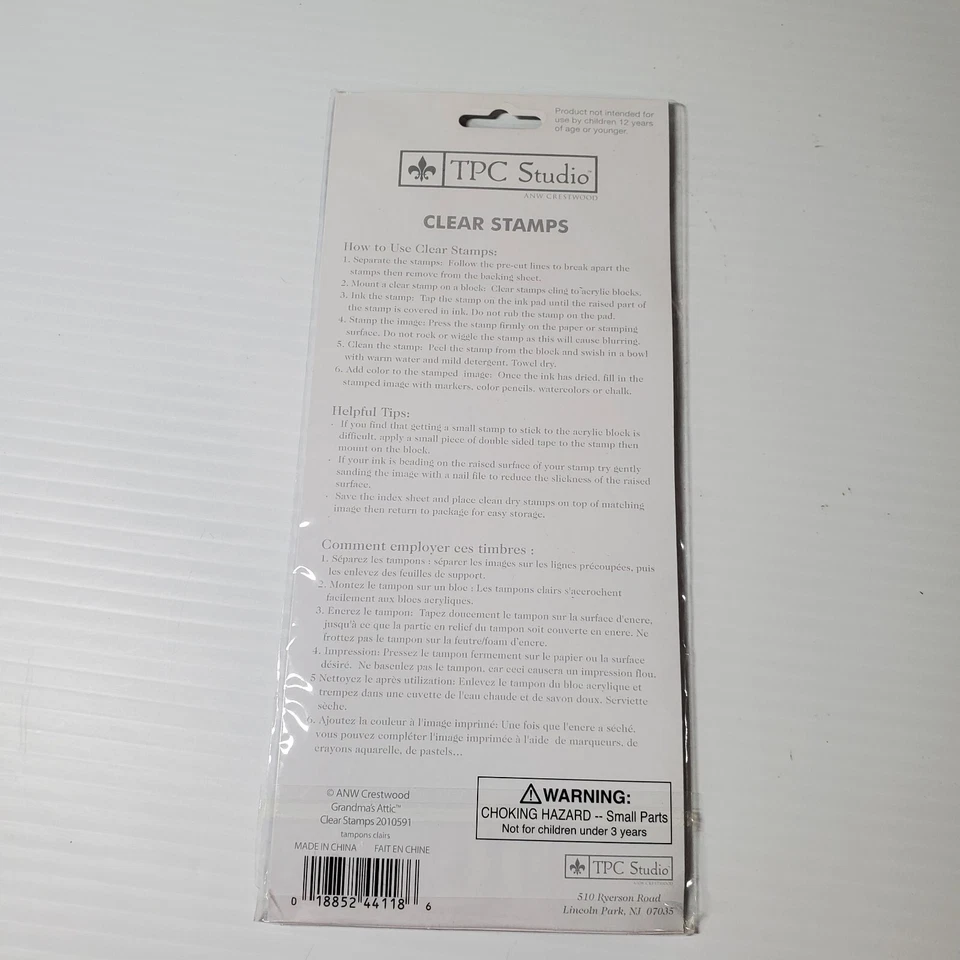 Product not intended for
use by children 12 years
of age or younger.
TPC Studio™
ANW CRESTWOOD
CLEAR STAMPS
How to Use Clear Stamps:
1. Separate the stamps: Follow the pre-cut lines to break apart the
stamps then remove from the backing sheet.
2. Mount a clear stamp on a block: Clear stamps cling to acrylic blocks.
3. Ink the stamp: Tap the stamp on the ink pad until the raised part of
the stamp is covered in ink. Do not rub the stamp on the pad.
4. Stamp the image: Press the stamp firmly on the paper or stamping
surface. Do not rock or wiggle the stamp as this will cause blurring.
5. Clean the stamp: Peel the stamp from the block and swish in a bowl
with warm water and mild detergent. Towel dry.
6. Add color to the stamped image: Once the ink has dried, fill in the
stamped image with markers, color pencils, watercolors or chalk.
Helpful Tips:
- If you find that getting a small stamp to stick to the acrylic block is
difficult, apply a small piece of double sided tape to the stamp then
mount on the block.
- If your ink is beading on the raised surface of your stamp try gently
sanding the image with a nail file to reduce the slickness of the raised
surface.
- Save the index sheet and place clean dry stamps on top of matching
image then return to package for easy storage.
Comment employer ces timbres :
1. Séparez les tampons : séparer les images sur les lignes précoupées, puis
les enlevez des feuilles de support.
2. Montez le tampon sur un bloc : Les tampons clairs s'accrochent
facilement aux blocs acryliques.
3. Encrez le tampon: Tapez doucement le tampon sur la surface d'encre,
jusqu'à ce que la partie en relief du tampon soit couverte en encre. Ne
frottez pas le tampon sur la feutre/foam d'encre.
4. Impression: Pressez le tampon fermement sur le papier ou la surface
désiré. Ne basculez pas le tampon, car ceci causera un impression flou.
5 Nettoyez le après utilization: Enlevez le tampon du bloc acrylique et
trempez dans une cuvette de l'eau chaude et de savon doux. Serviette
sèche.
6. Ajoutez la couleur à l'image imprimé: Une fois que l'encre a séché,
vous pouvez compléter l'image imprimée à l'aide de marqueurs, de
crayons aquarelle, de pastels...
© ANW Crestwood
Grandma's Attic™
Clear Stamps 2010591
tampons clairs
MADE IN CHINA FAIT EN CHINE
0 18852 44118 6
WARNING:
CHOKING HAZARD -- Small Parts
Not for children under 3 years
TPC Studio
ANW CRESTWOOD
510 Ryerson Road
Lincoln Park, NJ 07035